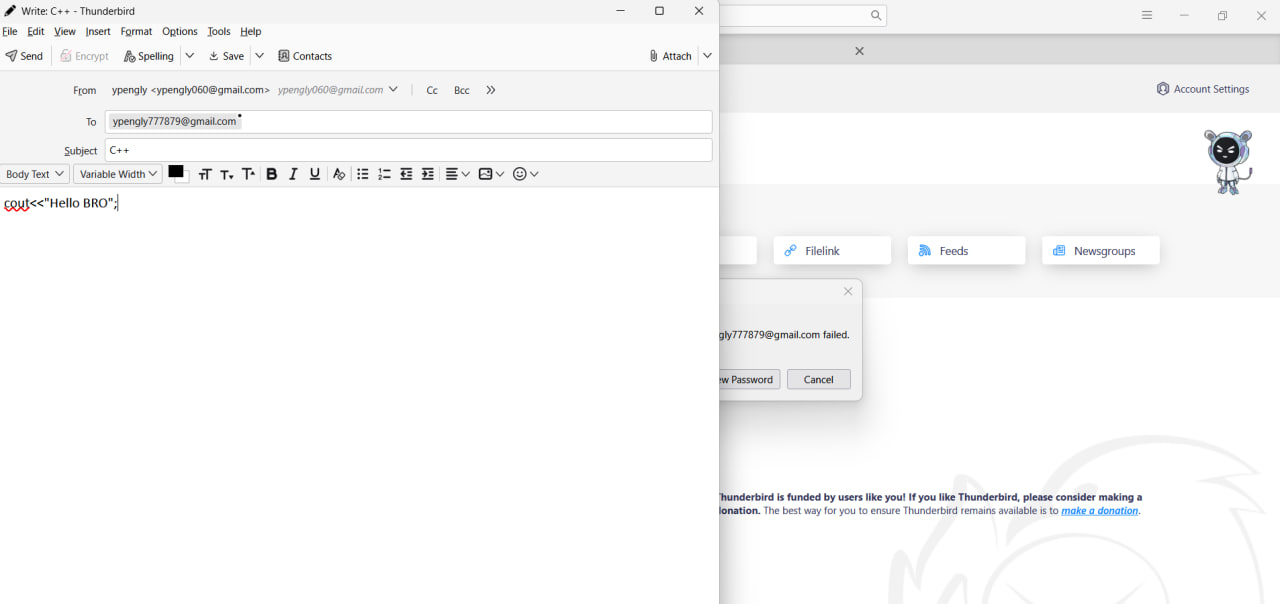 Write: C++ - Thunderbird
File Edit View Insert Format Options Tools Help
Send Encrypt Spelling Save Contacts Attach
From ypengly <ypengly060@gmail.com> ypengly060@gmail.com Cc Bcc
To ypengly777879@gmail.com
Subject C++
Body Text Variable Width
cout<<"Hello BRO";
Account Settings
Filelink Feeds Newsgroups
gly777879@gmail.com failed.
ew Password Cancel
Thunderbird is funded by users like you! If you like Thunderbird, please consider making a
donation. The best way for you to ensure Thunderbird remains available is to make a donation.